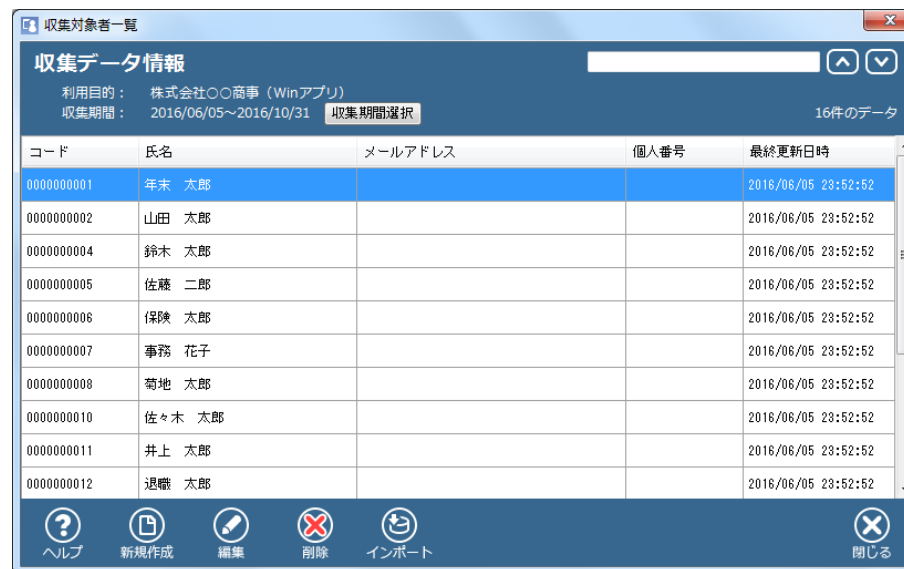 収集対象者一覧
収集データ情報
利用目的： 株式会社○○商事（Winアプリ）
収集期間： 2016/06/05～2016/10/31 収集期間選択 16件のデータ
コード 氏名 メールアドレス 個人番号 最終更新日時
0000000001 年末　太郎 2016/06/05 23:52:52
0000000002 山田　太郎 2016/06/05 23:52:52
0000000004 鈴木　太郎 2016/06/05 23:52:52
0000000005 佐藤　二郎 2016/06/05 23:52:52
0000000006 保険　太郎 2016/06/05 23:52:52
0000000007 事務　花子 2016/06/05 23:52:52
0000000008 菊地　太郎 2016/06/05 23:52:52
0000000010 佐々木　太郎 2016/06/05 23:52:52
0000000011 井上　太郎 2016/06/05 23:52:52
0000000012 退職　太郎 2016/06/05 23:52:52
ヘルプ 新規作成 編集 削除 インポート 閉じる